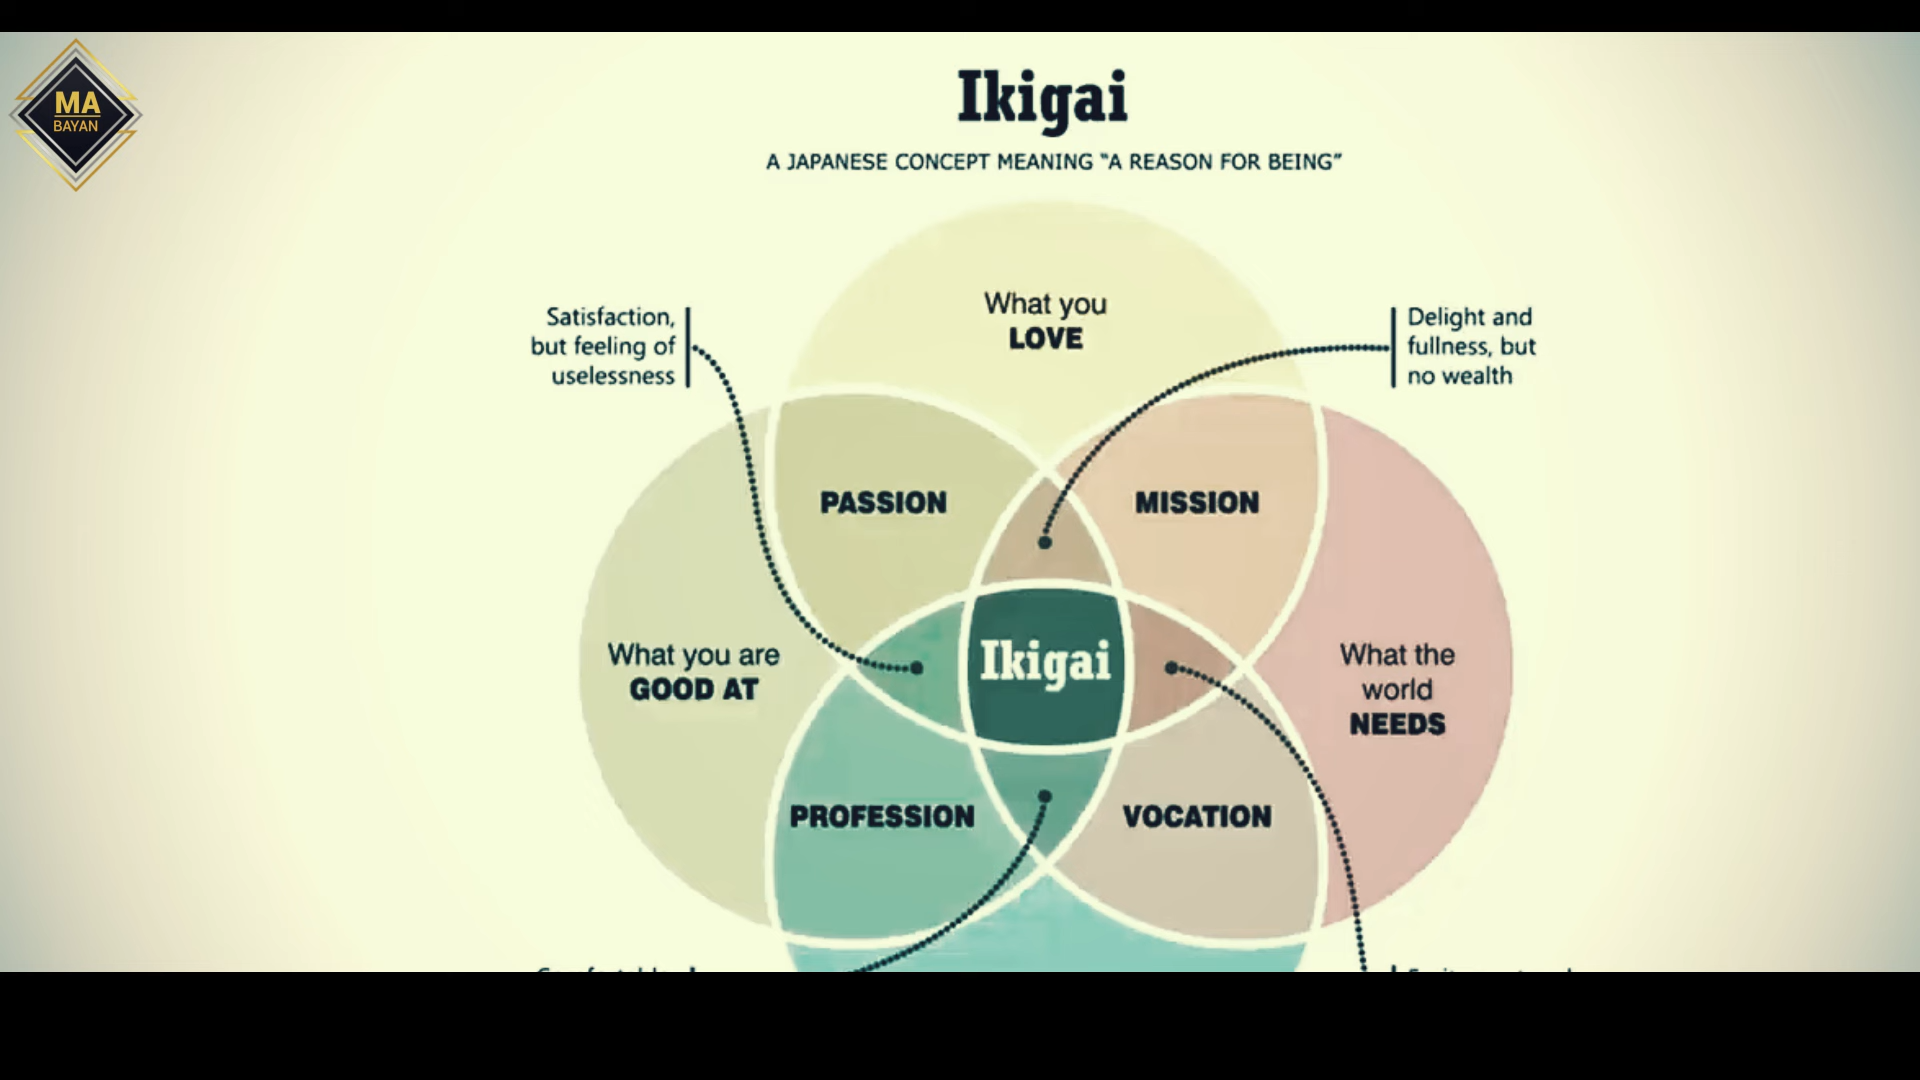 MA
BAYAN
Ikigai
A JAPANESE CONCEPT MEANING “A REASON FOR BEING”
Satisfaction,
but feeling of
uselessness
What you
LOVE
Delight and
fullness, but
no wealth
PASSION
MISSION
What you are
GOOD AT
Ikigai
What the
world
NEEDS
PROFESSION
VOCATION